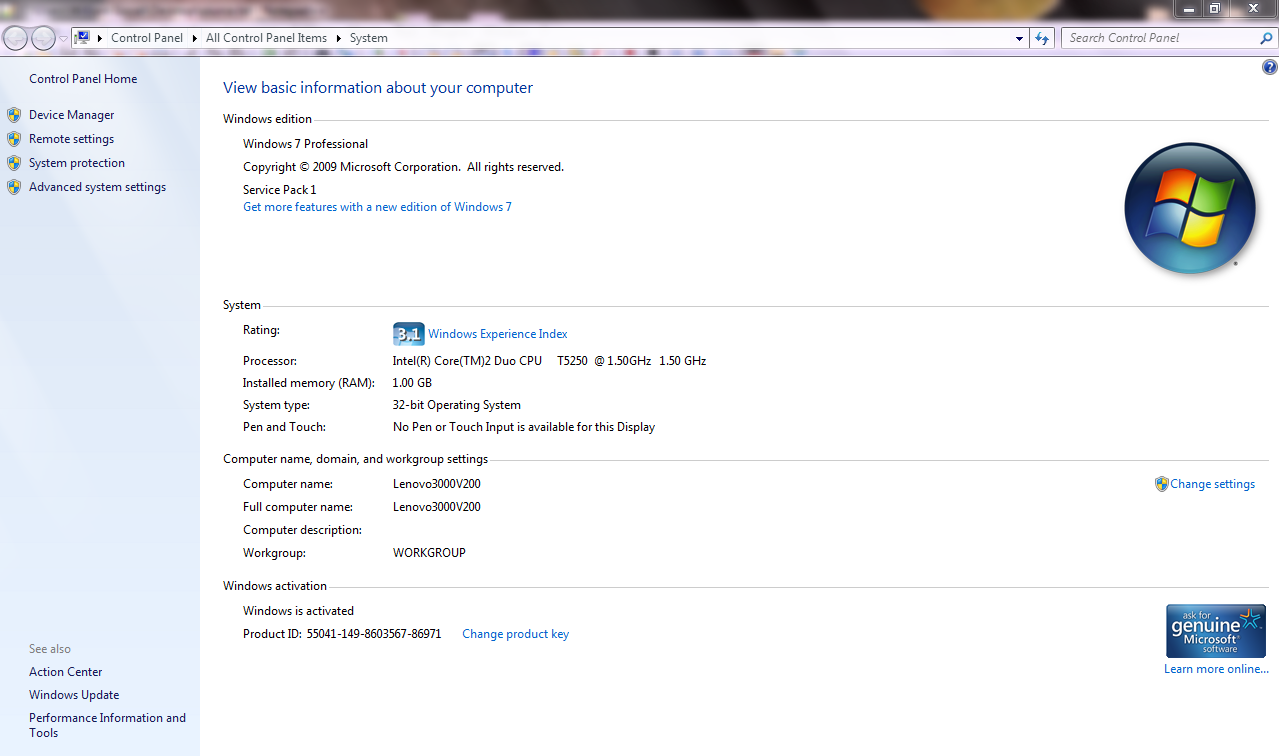 Control Panel ▸ All Control Panel Items ▸ System
Search Control Panel
Control Panel Home
Device Manager
Remote settings
System protection
Advanced system settings
See also
Action Center
Windows Update
Performance Information and
Tools
View basic information about your computer
Windows edition
Windows 7 Professional
Copyright © 2009 Microsoft Corporation.  All rights reserved.
Service Pack 1
Get more features with a new edition of Windows 7
System
Rating: 3.1 Windows Experience Index
Processor: Intel(R) Core(TM)2 Duo CPU T5250 @ 1.50GHz 1.50 GHz
Installed memory (RAM): 1.00 GB
System type: 32-bit Operating System
Pen and Touch: No Pen or Touch Input is available for this Display
Computer name, domain, and workgroup settings
Computer name: Lenovo3000V200 Change settings
Full computer name: Lenovo3000V200
Computer description:
Workgroup: WORKGROUP
Windows activation
Windows is activated
Product ID: 55041-149-8603567-86971 Change product key
ask for
genuine
Microsoft
software
Learn more online...